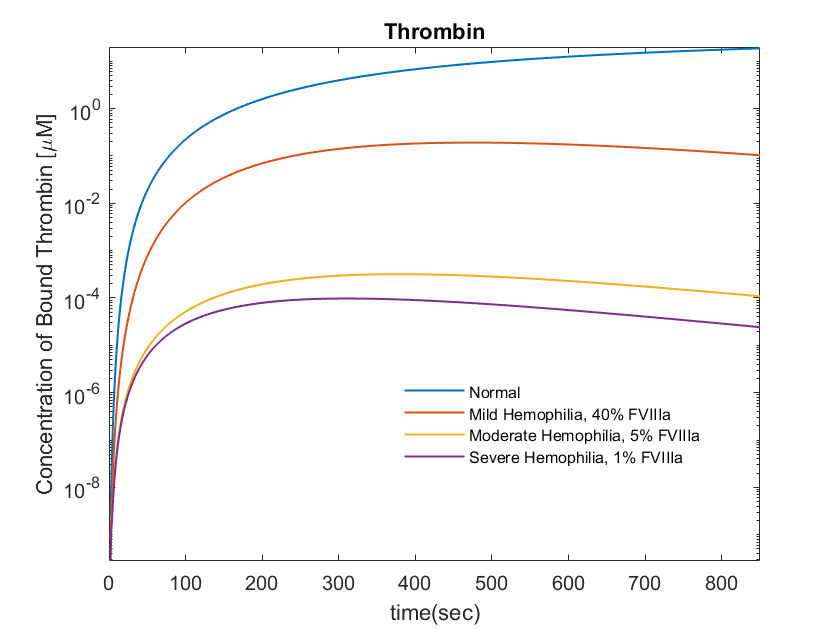 Thrombin
Concentration of Bound Thrombin [μM]
10^0
10^-2
10^-4
10^-6
10^-8
Normal
Mild Hemophilia, 40% FVIIIa
Moderate Hemophilia, 5% FVIIIa
Severe Hemophilia, 1% FVIIIa
0 100 200 300 400 500 600 700 800
time(sec)